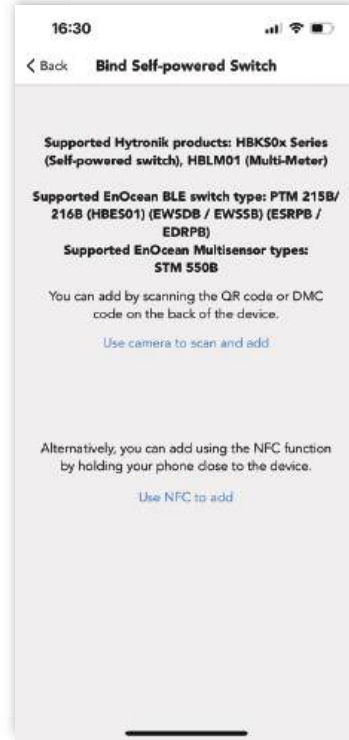 16:30
Back Bind Self-powered Switch
Supported Hytronik products: HBKS0x Series
(Self-powered switch), HBLM01 (Multi-Meter)
Supported EnOcean BLE switch type: PTM 215B/
216B (HBES01) (EWSDB / EWSSB) (ESRPB /
EDRPB)
Supported EnOcean Multisensor types:
STM 550B
You can add by scanning the QR code or DMC
code on the back of the device.
Use camera to scan and add
Alternatively, you can add using the NFC function
by holding your phone close to the device.
Use NFC to add